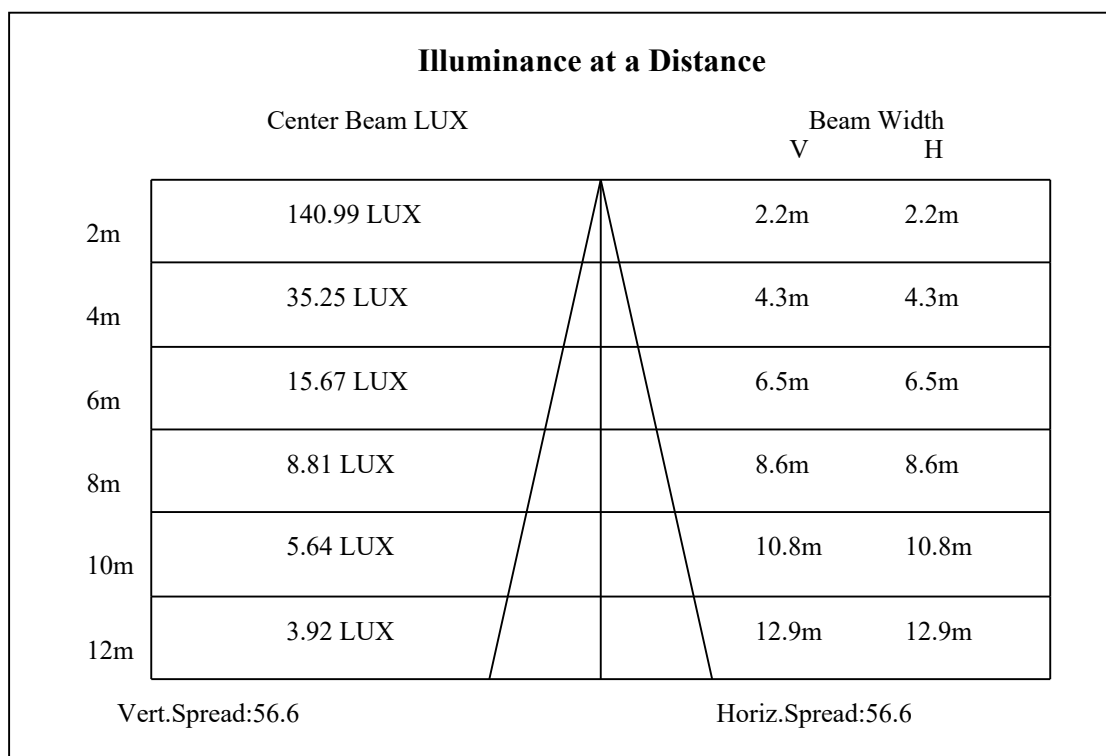 Illuminance at a Distance
Center Beam LUX Beam Width
V H
2m 140.99 LUX 2.2m 2.2m
4m 35.25 LUX 4.3m 4.3m
6m 15.67 LUX 6.5m 6.5m
8m 8.81 LUX 8.6m 8.6m
10m 5.64 LUX 10.8m 10.8m
12m 3.92 LUX 12.9m 12.9m
Vert.Spread:56.6 Horiz.Spread:56.6